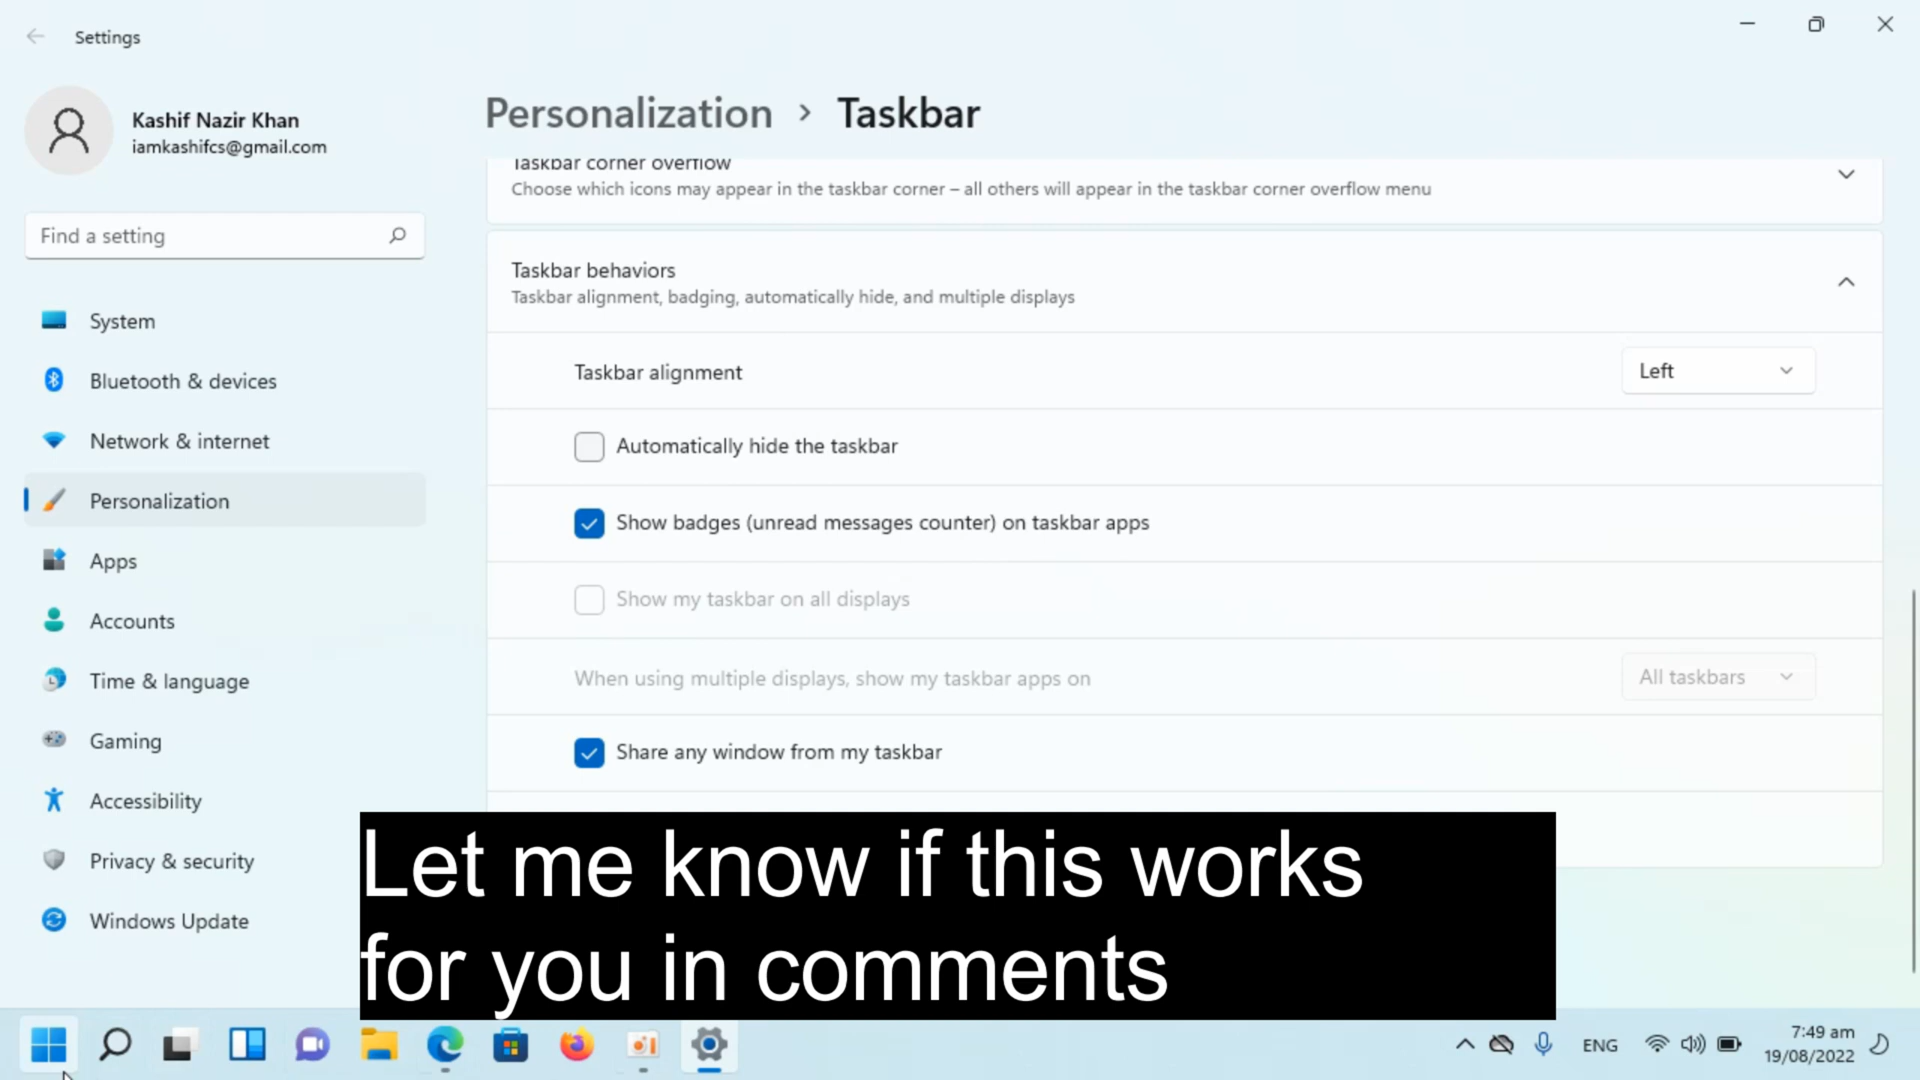 Settings
Kashif Nazir Khan
iamkashifcs@gmail.com
Find a setting
System
Bluetooth & devices
Network & internet
Personalization
Apps
Accounts
Time & language
Gaming
Accessibility
Privacy & security
Windows Update
Personalization > Taskbar
Taskbar corner overflow
Choose which icons may appear in the taskbar corner – all others will appear in the taskbar corner overflow menu
Taskbar behaviors
Taskbar alignment, badging, automatically hide, and multiple displays
Taskbar alignment Left
Automatically hide the taskbar
Show badges (unread messages counter) on taskbar apps
Show my taskbar on all displays
When using multiple displays, show my taskbar apps on All taskbars
Share any window from my taskbar
Let me know if this works
for you in comments
ENG
7:49 am
19/08/2022